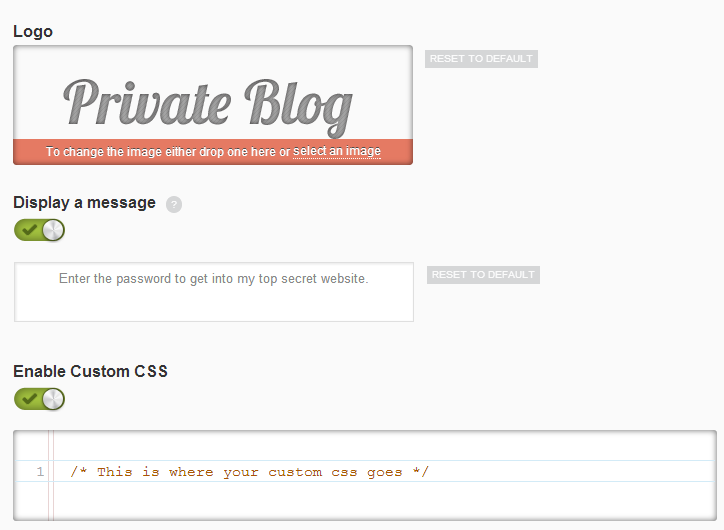 Logo
Private Blog
RESET TO DEFAULT
To change the image either drop one here or select an image
Display a message ?
Enter the password to get into my top secret website.
RESET TO DEFAULT
Enable Custom CSS
1 /* This is where your custom css goes */